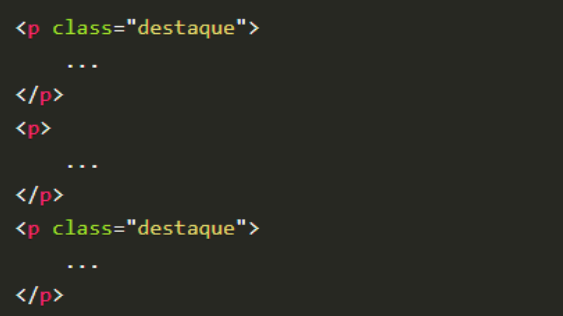 <p class="destaque">
...
</p>
<p>
...
</p>
<p class="destaque">
...
</p>